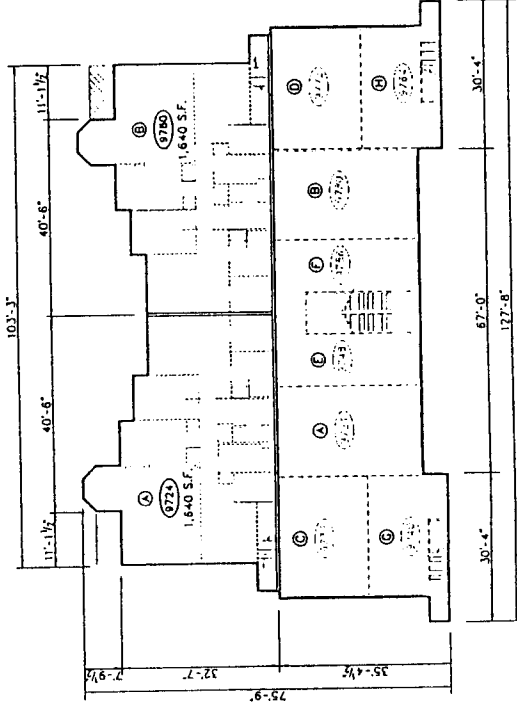 103'-3"
11'-1½" 40'-6" 40'-6" 11'-1½"
Ⓐ
9724
1,640 S.F.
Ⓑ
9780
1,640 S.F.
7'-9½"
32'-7"
35'-4½"
75'-9"
Ⓒ Ⓐ Ⓔ Ⓕ Ⓑ Ⓓ
Ⓖ Ⓗ
30'-4" 67'-0" 30'-4"
127'-8"